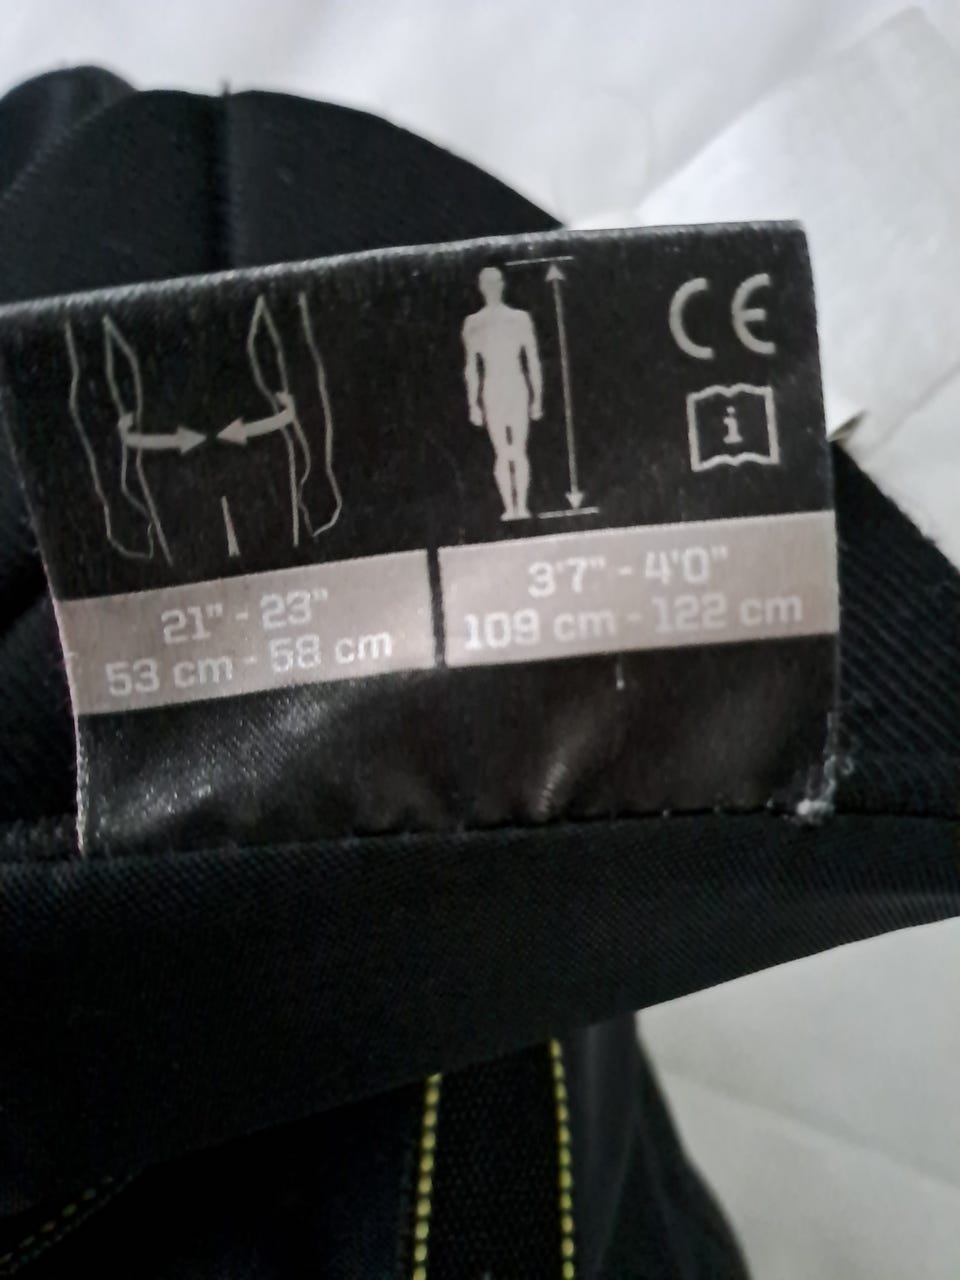 CE
i
21" - 23"
53 cm - 58 cm
3'7" - 4'0"
109 cm - 122 cm